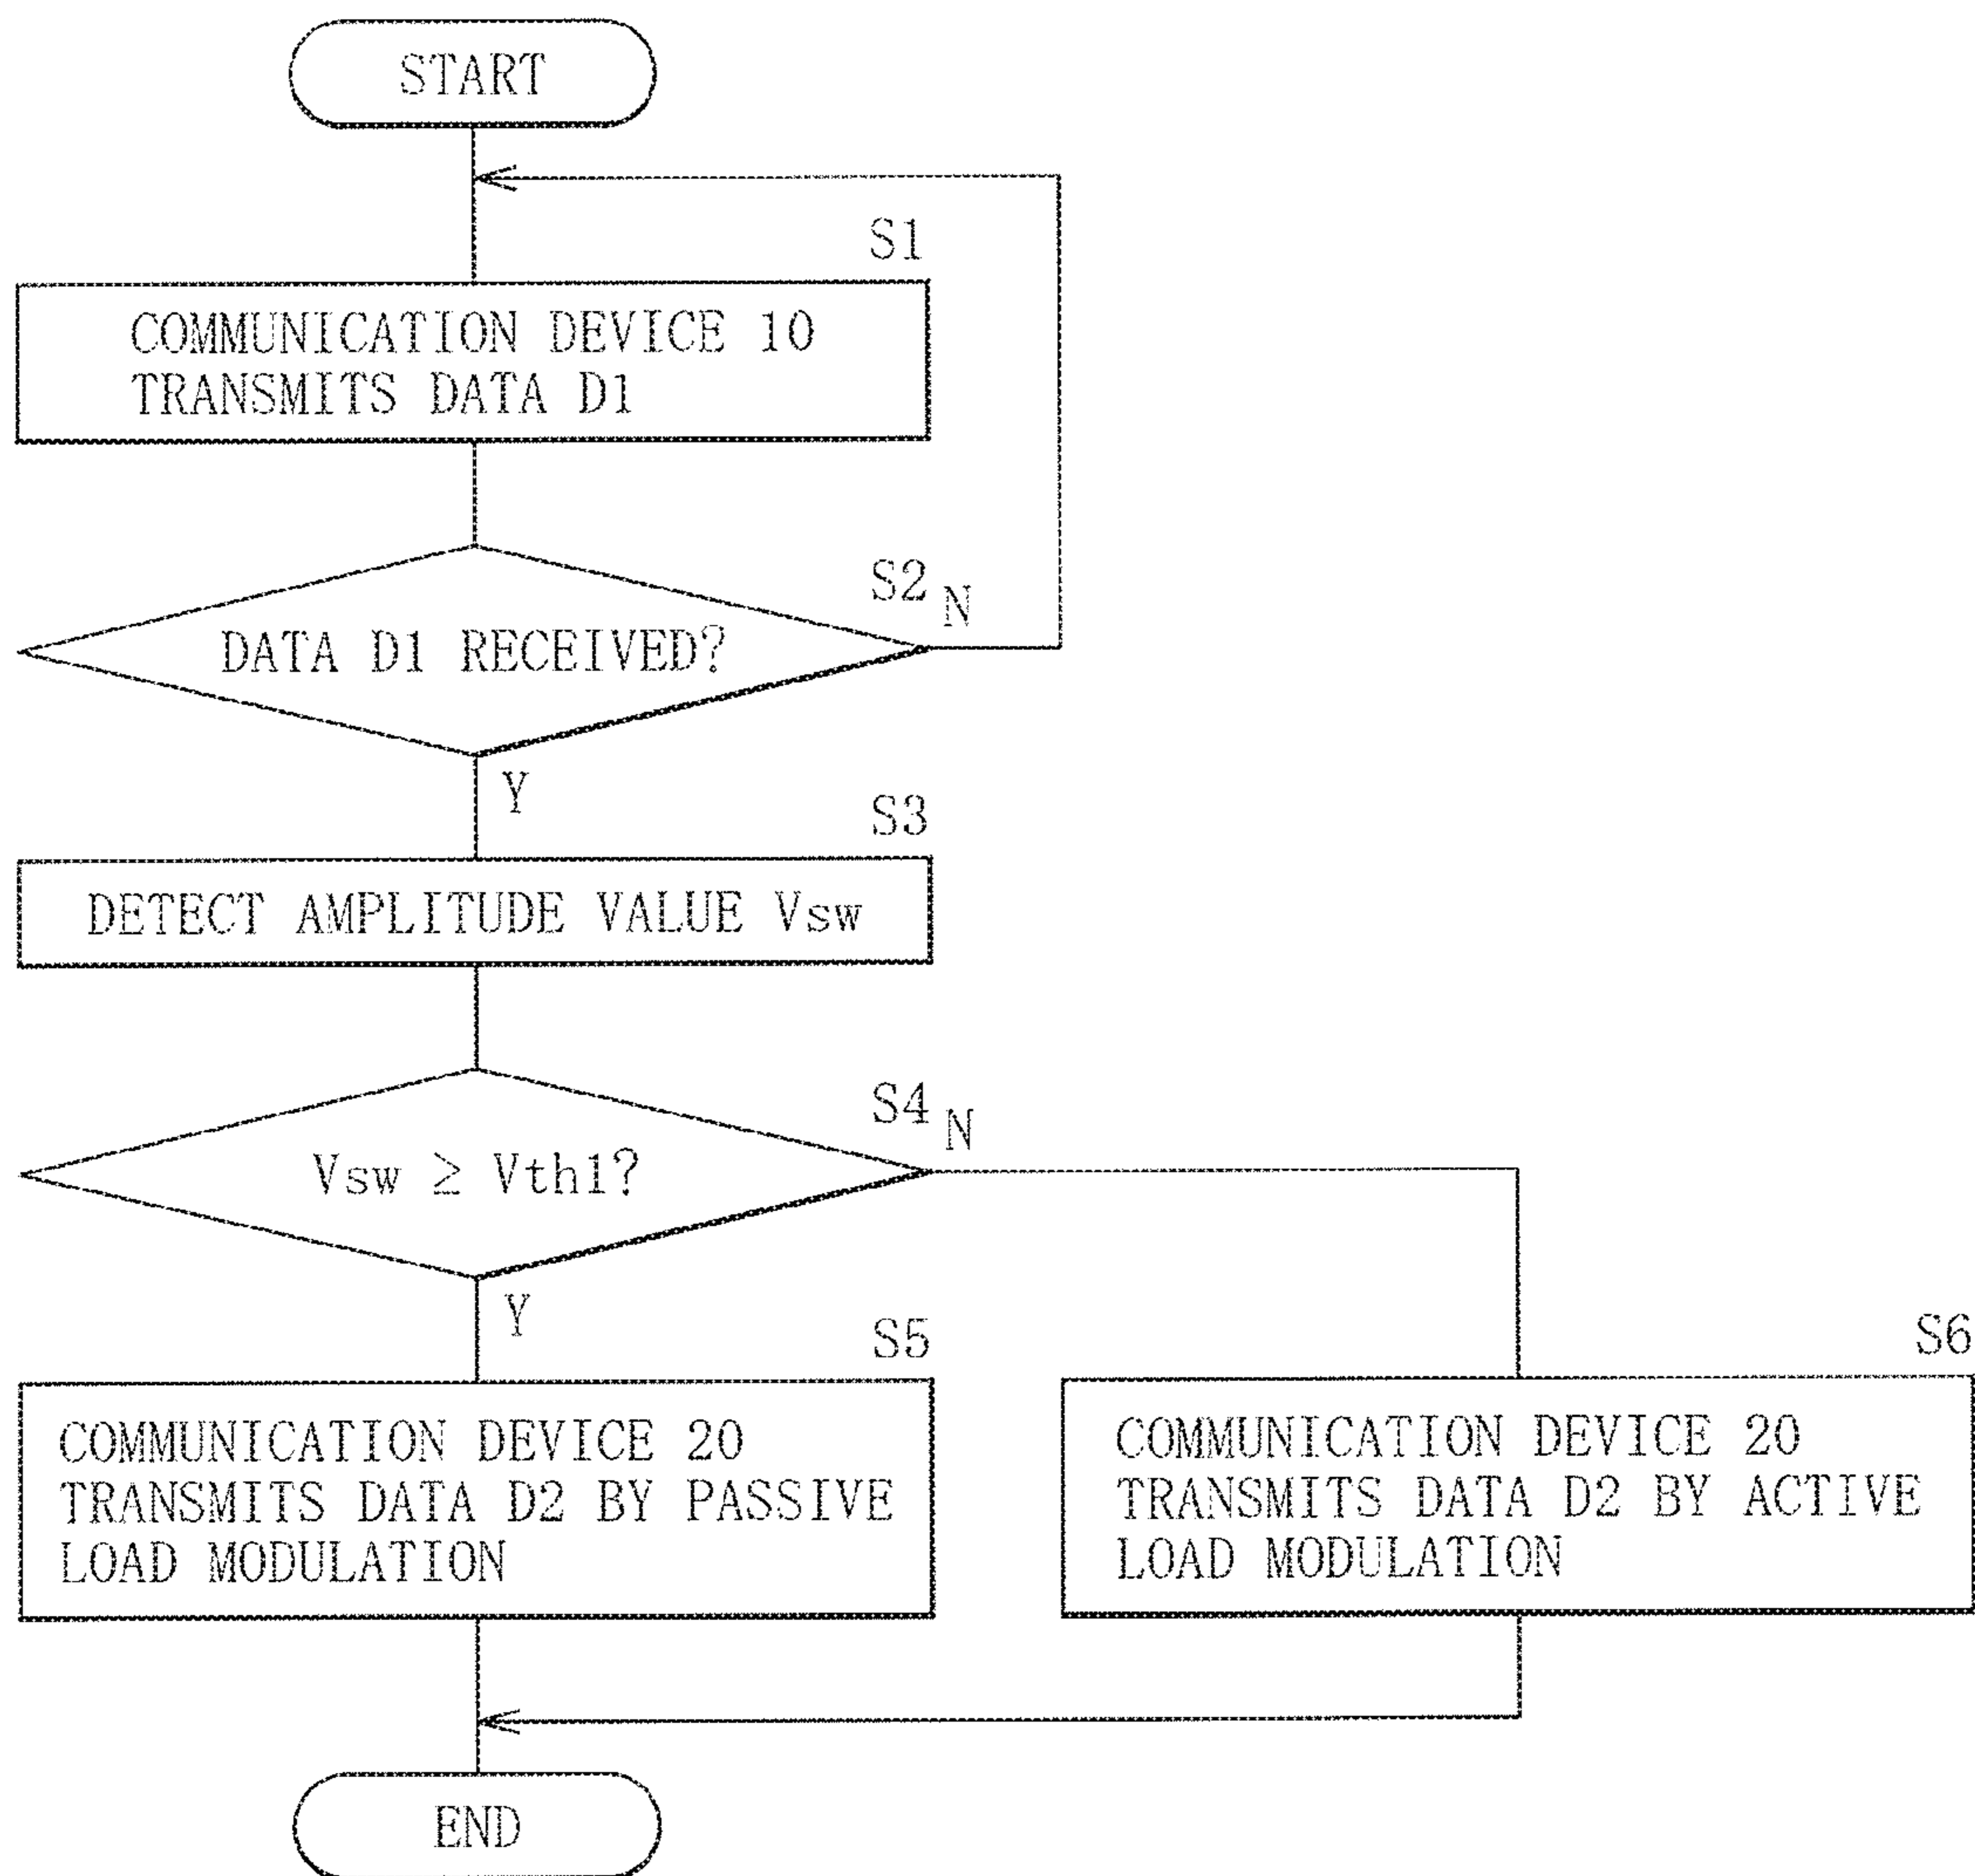 START
S1
COMMUNICATION DEVICE 10
TRANSMITS DATA D1
S2
N
DATA D1 RECEIVED?
Y
S3
DETECT AMPLITUDE VALUE Vsw
S4
N
Vsw ≥ Vth1?
Y
S5
COMMUNICATION DEVICE 20
TRANSMITS DATA D2 BY PASSIVE
LOAD MODULATION
S6
COMMUNICATION DEVICE 20
TRANSMITS DATA D2 BY ACTIVE
LOAD MODULATION
END